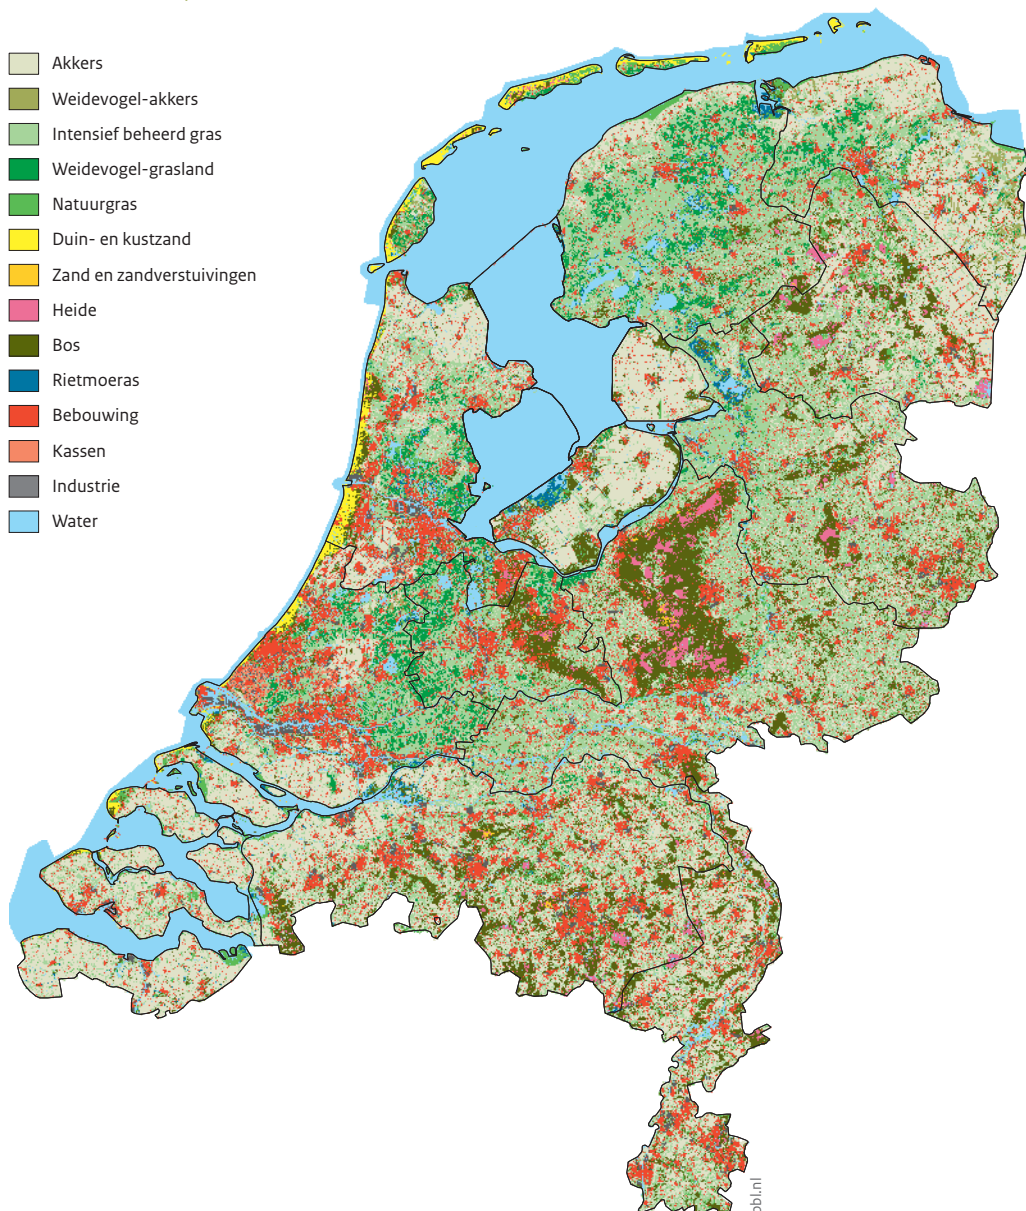 Akkers
Weidevogel-akkers
Intensief beheerd gras
Weidevogel-grasland
Natuurgras
Duin- en kustzand
Zand en zandverstuivingen
Heide
Bos
Rietmoeras
Bebouwing
Kassen
Industrie
Water